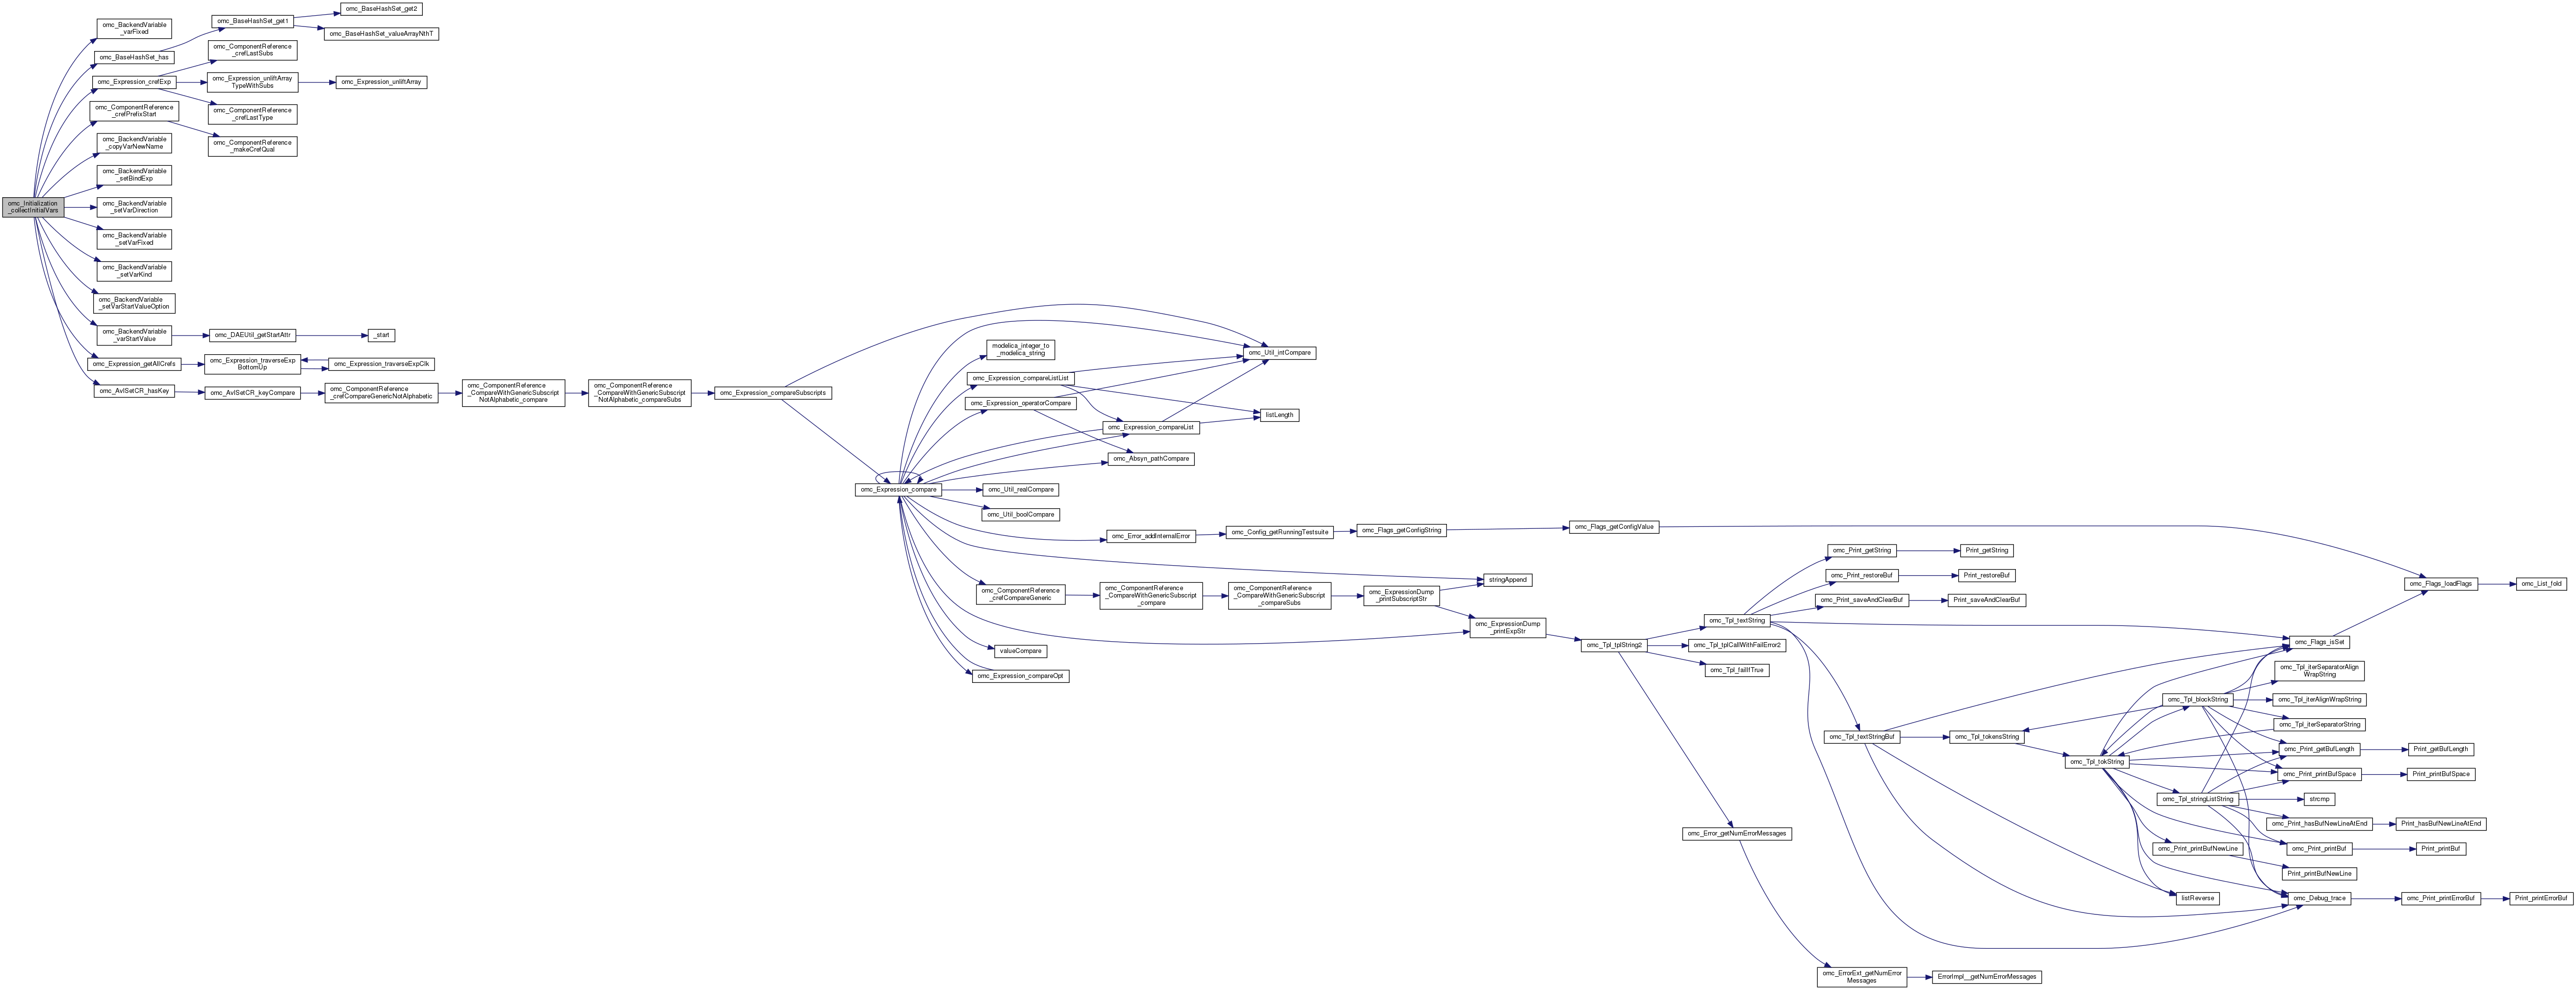 omc_Initialization
_collectInitialVars
omc_BackendVariable
_varFixed
omc_BaseHashSet_has
omc_Expression_crefExp
omc_ComponentReference
_crefPrefixStart
omc_BackendVariable
_copyVarNewName
omc_BackendVariable
_setBindExp
omc_BackendVariable
_setVarDirection
omc_BackendVariable
_setVarFixed
omc_BackendVariable
_setVarKind
omc_BackendVariable
_setVarStartValueOption
omc_BackendVariable
_varStartValue
omc_Expression_getAllCrefs
omc_AvlSetCR_hasKey
omc_BaseHashSet_get1
omc_ComponentReference
_crefLastSubs
omc_Expression_unliftArray
TypeWithSubs
omc_ComponentReference
_crefLastType
omc_ComponentReference
_makeCrefQual
omc_DAEUtil_getStartAttr
omc_Expression_traverseExp
BottomUp
omc_AvlSetCR_keyCompare
omc_BaseHashSet_get2
omc_BaseHashSet_valueArrayNthT
omc_Expression_unliftArray
_start
omc_Expression_traverseExpClk
omc_ComponentReference
_crefCompareGenericNotAlphabetic
omc_ComponentReference
_CompareWithGenericSubscript
NotAlphabetic_compare
omc_ComponentReference
_CompareWithGenericSubscript
NotAlphabetic_compareSubs
omc_Expression_compareSubscripts
omc_Expression_compare
modelica_integer_to
_modelica_string
omc_Expression_compareListList
omc_Expression_operatorCompare
omc_Util_realCompare
omc_Util_boolCompare
omc_ComponentReference
_crefCompareGeneric
valueCompare
omc_Expression_compareOpt
omc_Expression_compareList
omc_Absyn_pathCompare
omc_Error_addInternalError
omc_ComponentReference
_CompareWithGenericSubscript
_compare
omc_Util_intCompare
listLength
omc_Config_getRunningTestsuite
omc_ComponentReference
_CompareWithGenericSubscript
_compareSubs
omc_Flags_getConfigString
omc_ExpressionDump
_printSubscriptStr
stringAppend
omc_ExpressionDump
_printExpStr
omc_Flags_getConfigValue
omc_Tpl_tplString2
omc_Tpl_textString
omc_Tpl_tplCallWithFailError2
omc_Tpl_failIfTrue
omc_Error_getNumErrorMessages
omc_Print_getString
omc_Print_restoreBuf
omc_Print_saveAndClearBuf
omc_Tpl_textStringBuf
omc_ErrorExt_getNumError
Messages
Print_getString
Print_restoreBuf
Print_saveAndClearBuf
omc_Tpl_tokensString
ErrorImpl__getNumErrorMessages
omc_Tpl_tokString
omc_Tpl_blockString
omc_Tpl_stringListString
omc_Print_printBufNewLine
listReverse
omc_Flags_isSet
omc_Tpl_iterSeparatorAlign
WrapString
omc_Tpl_iterAlignWrapString
omc_Tpl_iterSeparatorString
omc_Print_getBufLength
omc_Print_printBufSpace
strcmp
omc_Print_hasBufNewLineAtEnd
omc_Print_printBuf
Print_printBufNewLine
omc_Debug_trace
omc_Flags_loadFlags
Print_getBufLength
Print_printBufSpace
Print_hasBufNewLineAtEnd
Print_printBuf
omc_Print_printErrorBuf
omc_List_fold
Print_printErrorBuf